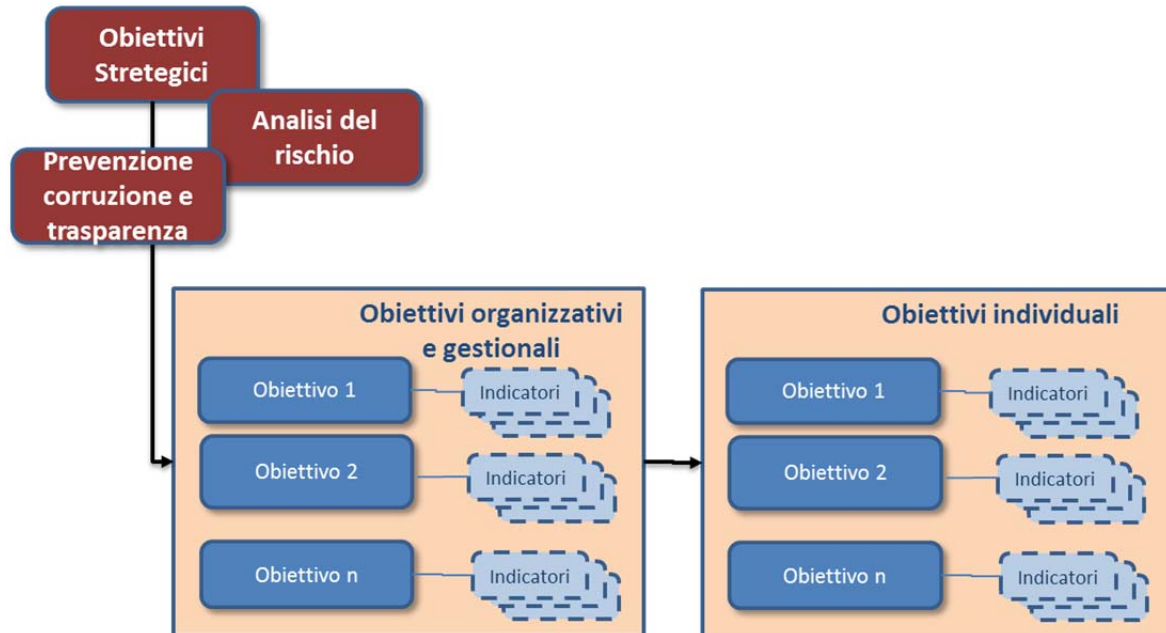 Obiettivi
Stretegici
Analisi del
rischio
Prevenzione
corruzione e
trasparenza
Obiettivi organizzativi
e gestionali
Obiettivo 1
Indicatori
Obiettivo 2
Indicatori
Obiettivo n
Indicatori
Obiettivi individuali
Obiettivo 1
Indicatori
Obiettivo 2
Indicatori
Obiettivo n
Indicatori